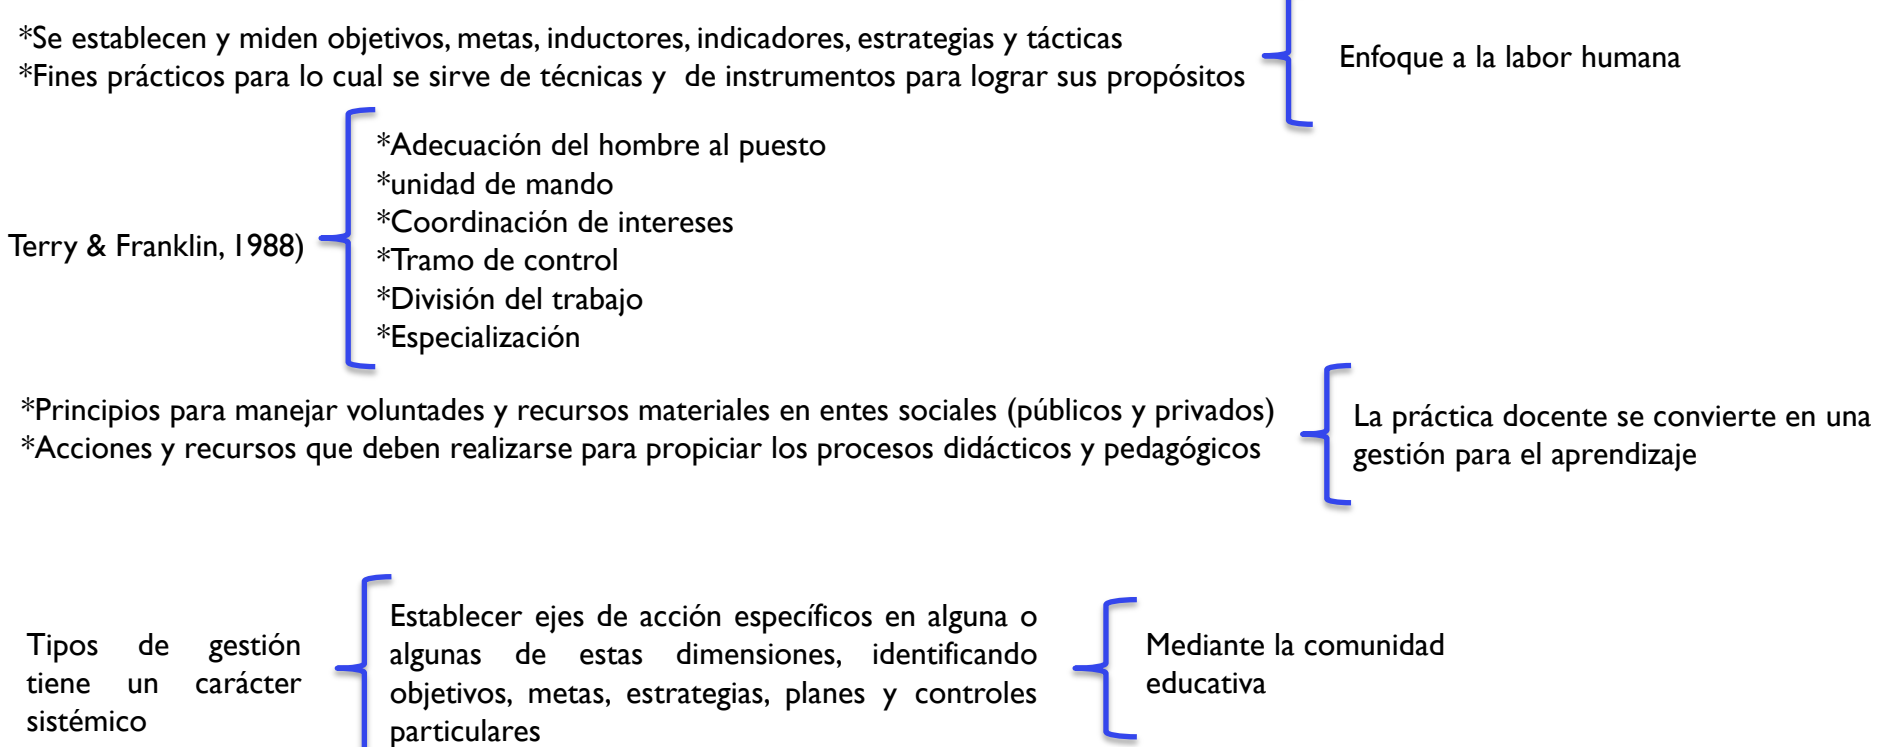 *Se establecen y miden objetivos, metas, inductores, indicadores, estrategias y tácticas
*Fines prácticos para lo cual se sirve de técnicas y  de instrumentos para lograr sus propósitos
Enfoque a la labor humana
Terry & Franklin, 1988)
*Adecuación del hombre al puesto
*unidad de mando
*Coordinación de intereses
*Tramo de control
*División del trabajo
*Especialización
*Principios para manejar voluntades y recursos materiales en entes sociales (públicos y privados)
*Acciones y recursos que deben realizarse para propiciar los procesos didácticos y pedagógicos
La práctica docente se convierte en una
gestión para el aprendizaje
Tipos de gestión
tiene un carácter
sistémico
Establecer ejes de acción específicos en alguna o
algunas de estas dimensiones, identificando
objetivos, metas, estrategias, planes y controles
particulares
Mediante la comunidad
educativa